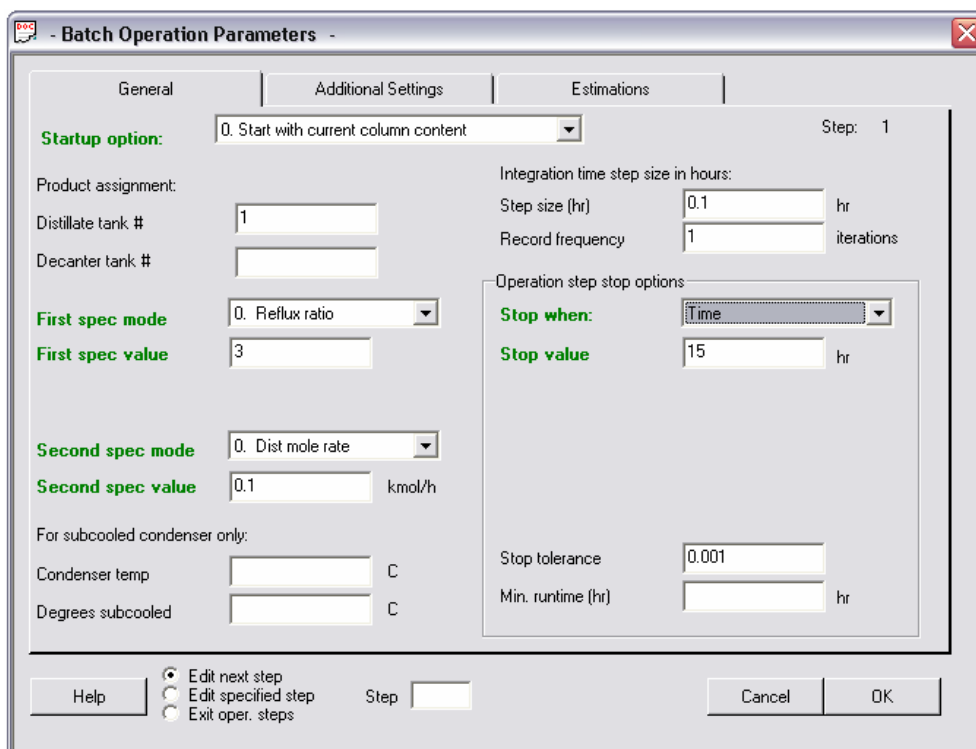 DOC - Batch Operation Parameters -
General Additional Settings Estimations
Startup option: 0. Start with current column content Step: 1
Product assignment:
Distillate tank # 1
Decanter tank #
First spec mode 0. Reflux ratio
First spec value 3
Second spec mode 0. Dist mole rate
Second spec value 0.1 kmol/h
For subcooled condenser only:
Condenser temp C
Degrees subcooled C
Integration time step size in hours:
Step size (hr) 0.1 hr
Record frequency 1 iterations
Operation step stop options
Stop when: Time
Stop value 15 hr
Stop tolerance 0.001
Min. runtime (hr) hr
Help
Edit next step
Edit specified step
Exit oper. steps
Step
Cancel OK